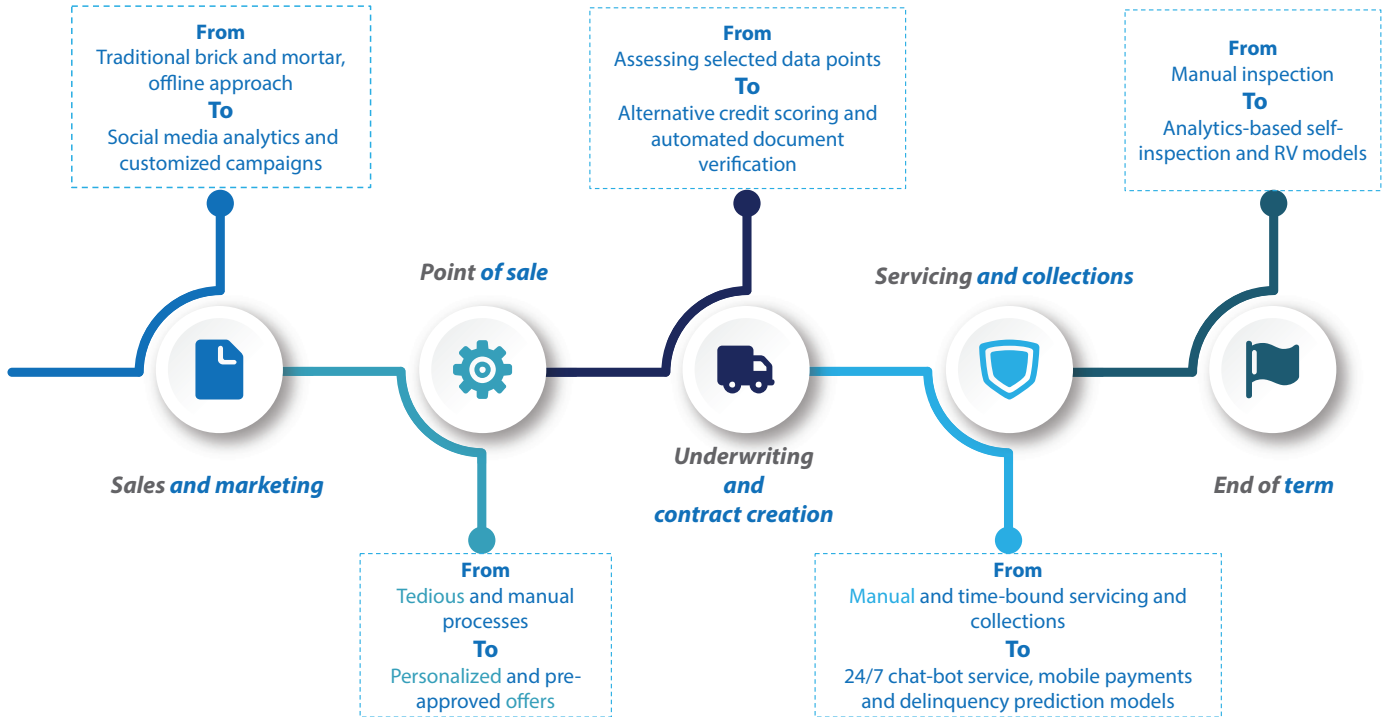 From
Traditional brick and mortar,
offline approach
To
Social media analytics and
customized campaigns
Sales and marketing
Point of sale
From
Tedious and manual
processes
To
Personalized and pre-
approved offers
From
Assessing selected data points
To
Alternative credit scoring and
automated document
verification
Underwriting
and
contract creation
Servicing and collections
From
Manual and time-bound servicing and
collections
To
24/7 chat-bot service, mobile payments
and delinquency prediction models
From
Manual inspection
To
Analytics-based self-
inspection and RV models
End of term